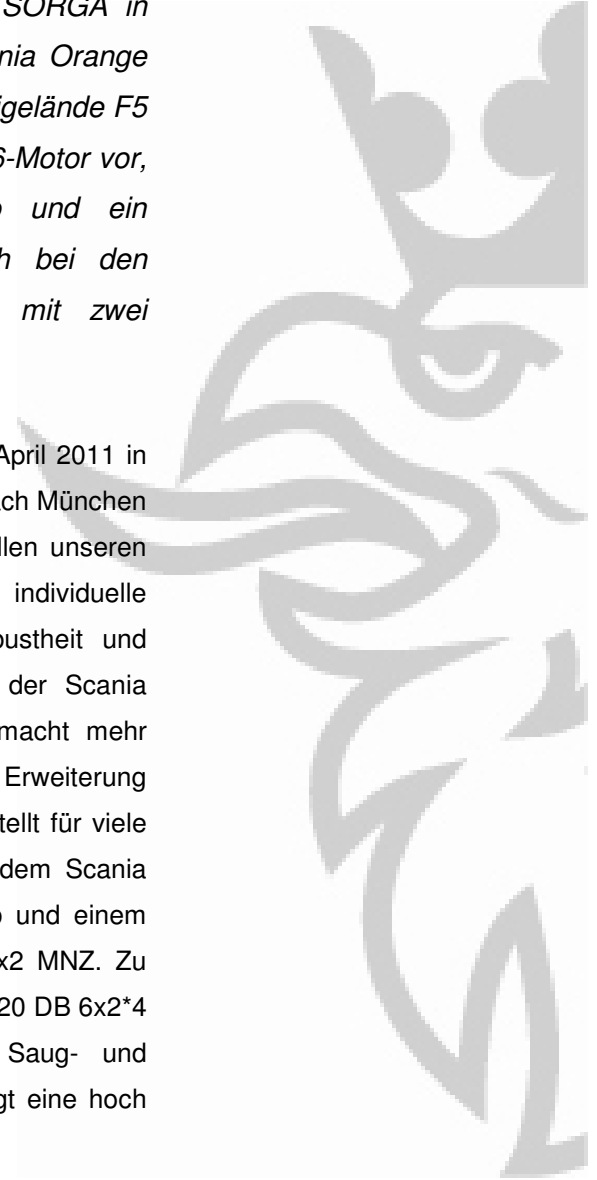 SORGA in
nia Orange
igelände F5
6-Motor vor,
und ein
h bei den
mit zwei
April 2011 in
ch München
llen unseren
individuelle
oustheit und
der Scania
macht mehr
Erweiterung
tellt für viele
dem Scania
o und einem
x2 MNZ. Zu
20 DB 6x2*4
Saug- und
gt eine hoch